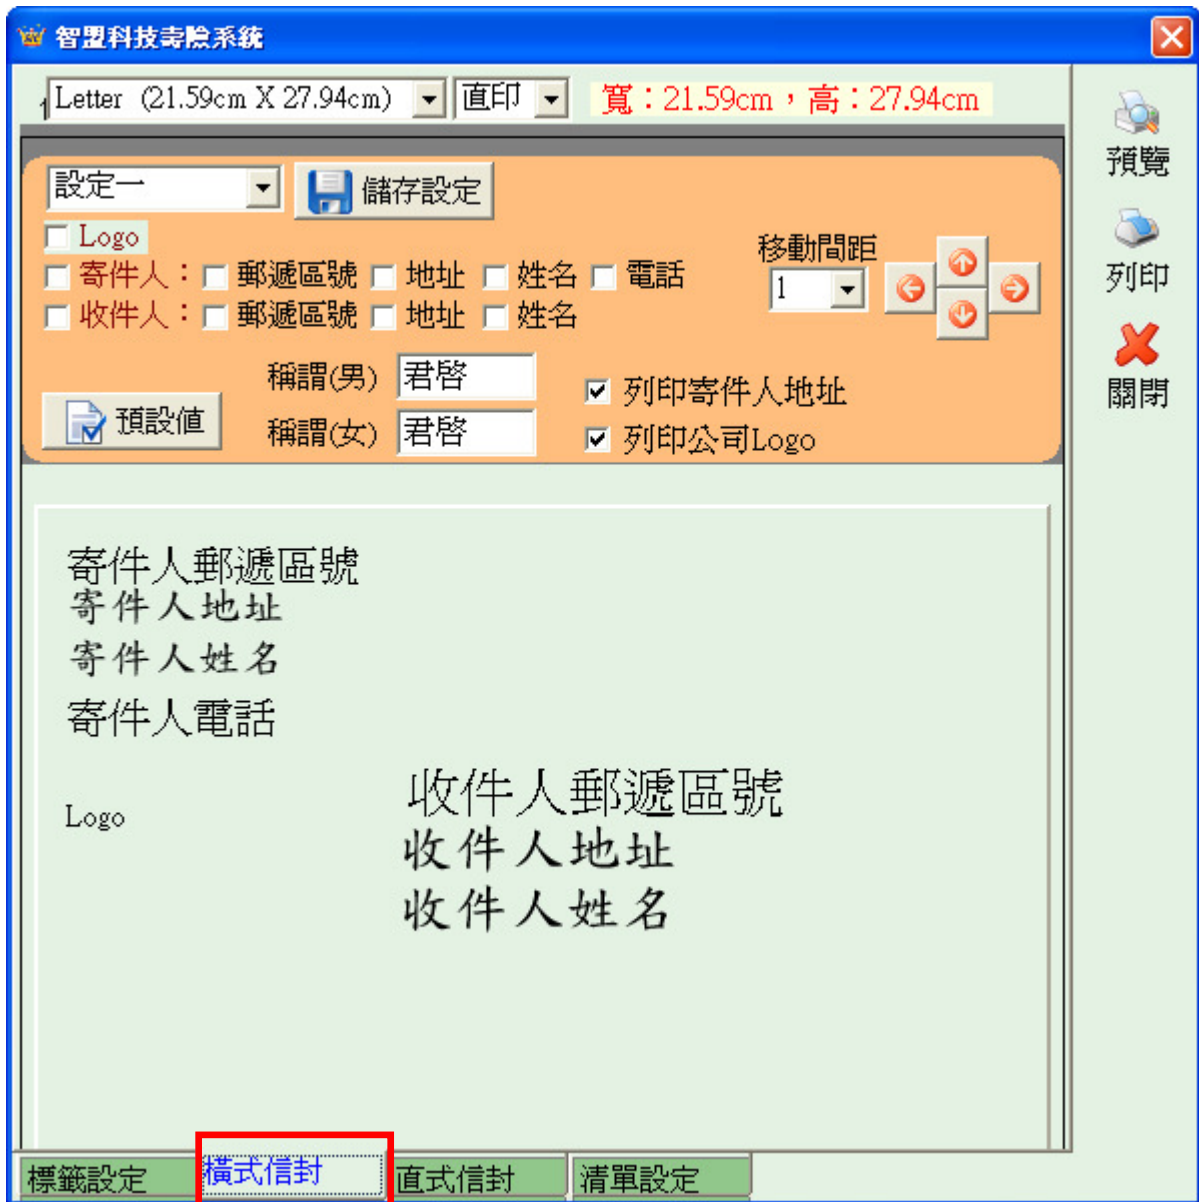 智盟科技壽險系統
Letter (21.59cm X 27.94cm) 直印 寬：21.59cm，高：27.94cm
預覽
列印
關閉
設定一 儲存設定
Logo
寄件人： 郵遞區號 地址 姓名 電話
收件人： 郵遞區號 地址 姓名
移動間距
1
稱謂(男) 君啓
稱謂(女) 君啓
預設値
列印寄件人地址
列印公司Logo
寄件人郵遞區號
寄件人地址
寄件人姓名
寄件人電話
Logo
收件人郵遞區號
收件人地址
收件人姓名
標籤設定 橫式信封 直式信封 清單設定